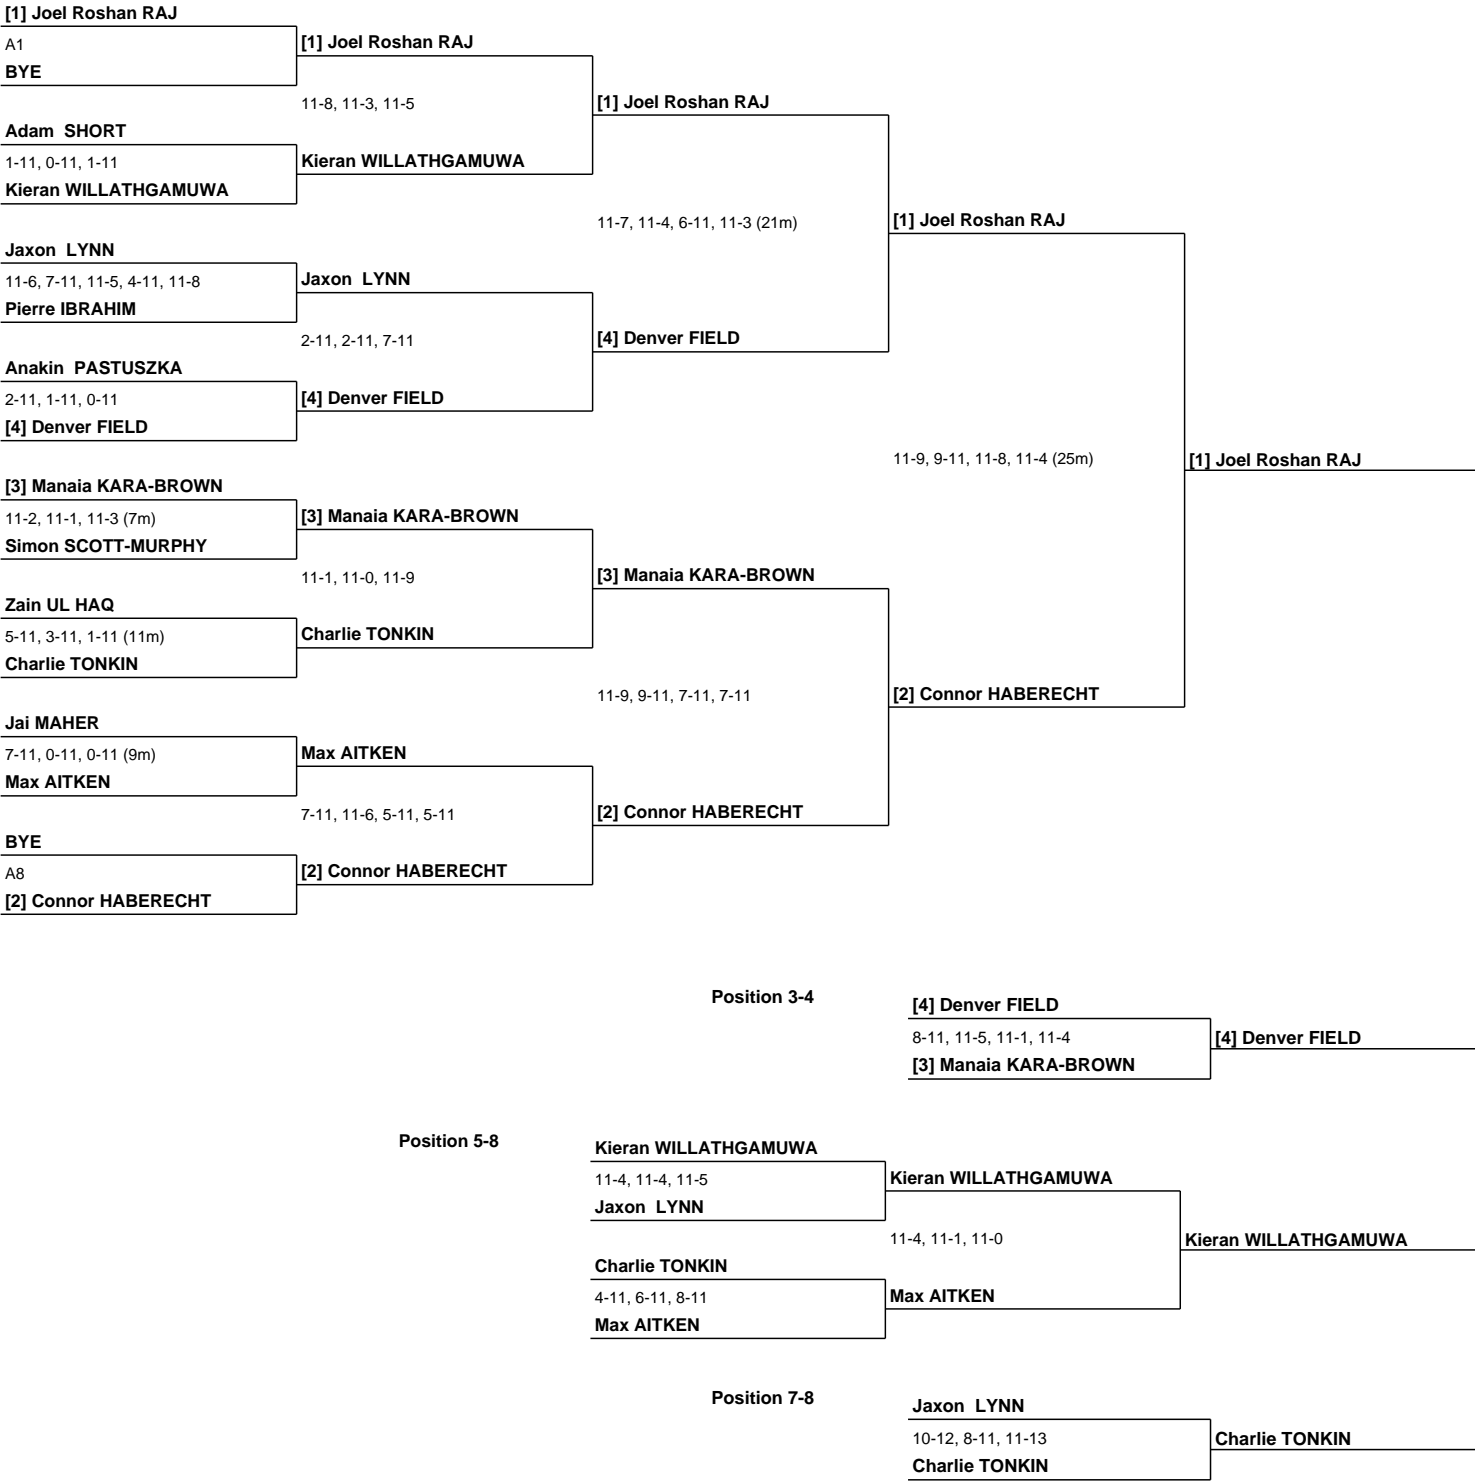 [1] Joel Roshan RAJ
A1
BYE
[1] Joel Roshan RAJ
11-8, 11-3, 11-5
Adam  SHORT
1-11, 0-11, 1-11
Kieran WILLATHGAMUWA
Kieran WILLATHGAMUWA
[1] Joel Roshan RAJ
11-7, 11-4, 6-11, 11-3 (21m)
Jaxon  LYNN
11-6, 7-11, 11-5, 4-11, 11-8
Pierre IBRAHIM
Jaxon  LYNN
2-11, 2-11, 7-11
Anakin  PASTUSZKA
2-11, 1-11, 0-11
[4] Denver FIELD
[4] Denver FIELD
[4] Denver FIELD
[1] Joel Roshan RAJ
11-9, 9-11, 11-8, 11-4 (25m)
[1] Joel Roshan RAJ
[3] Manaia KARA-BROWN
11-2, 11-1, 11-3 (7m)
Simon SCOTT-MURPHY
[3] Manaia KARA-BROWN
11-1, 11-0, 11-9
Zain UL HAQ
5-11, 3-11, 1-11 (11m)
Charlie TONKIN
Charlie TONKIN
[3] Manaia KARA-BROWN
11-9, 9-11, 7-11, 7-11
Jai MAHER
7-11, 0-11, 0-11 (9m)
Max AITKEN
Max AITKEN
7-11, 11-6, 5-11, 5-11
BYE
A8
[2] Connor HABERECHT
[2] Connor HABERECHT
[2] Connor HABERECHT
[2] Connor HABERECHT
Position 3-4
[4] Denver FIELD
8-11, 11-5, 11-1, 11-4
[3] Manaia KARA-BROWN
[4] Denver FIELD
Position 5-8
Kieran WILLATHGAMUWA
11-4, 11-4, 11-5
Jaxon  LYNN
Kieran WILLATHGAMUWA
11-4, 11-1, 11-0
Kieran WILLATHGAMUWA
Charlie TONKIN
4-11, 6-11, 8-11
Max AITKEN
Max AITKEN
Position 7-8
Jaxon  LYNN
10-12, 8-11, 11-13
Charlie TONKIN
Charlie TONKIN